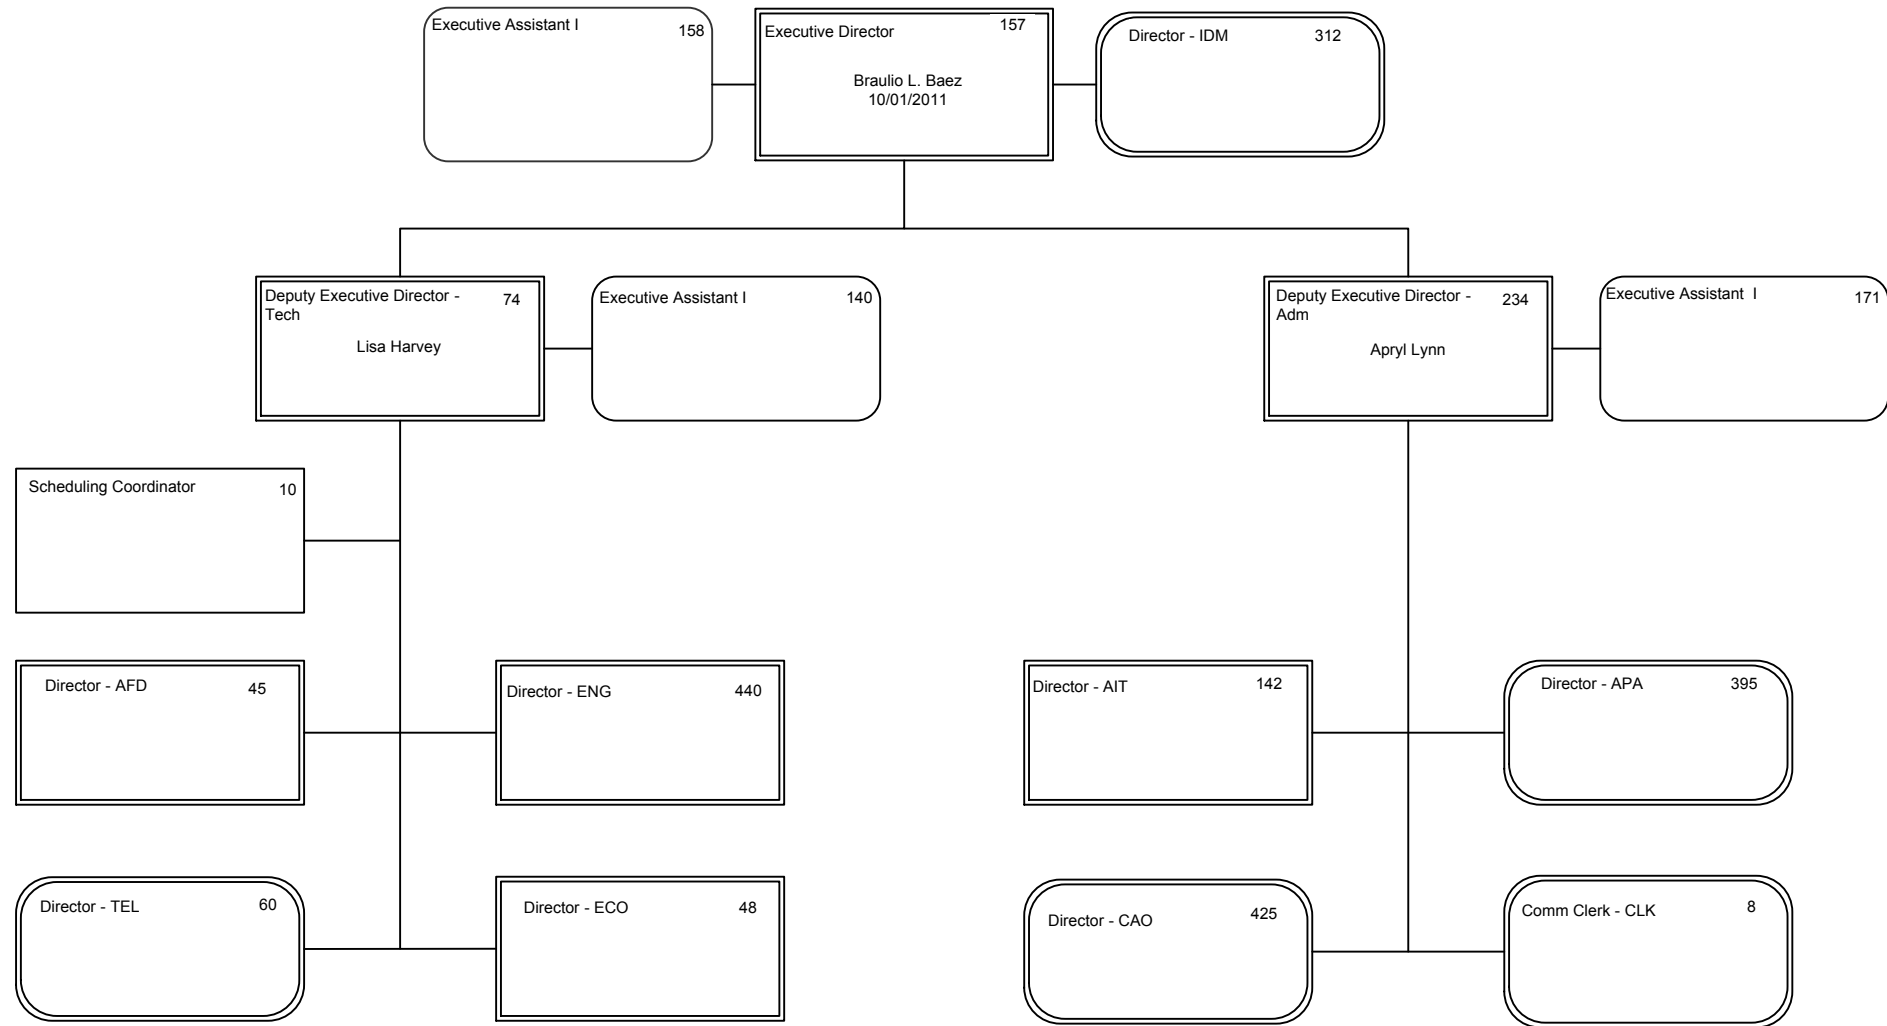 Executive Assistant I 158
Executive Director 157
Braulio L. Baez
10/01/2011
Director - IDM 312
Deputy Executive Director - 74
Tech
Lisa Harvey
Executive Assistant I 140
Deputy Executive Director - 234
Adm
Apryl Lynn
Executive Assistant I 171
Scheduling Coordinator 10
Director - AFD 45
Director - ENG 440
Director - AIT 142
Director - APA 395
Director - TEL 60
Director - ECO 48
Director - CAO 425
Comm Clerk - CLK 8